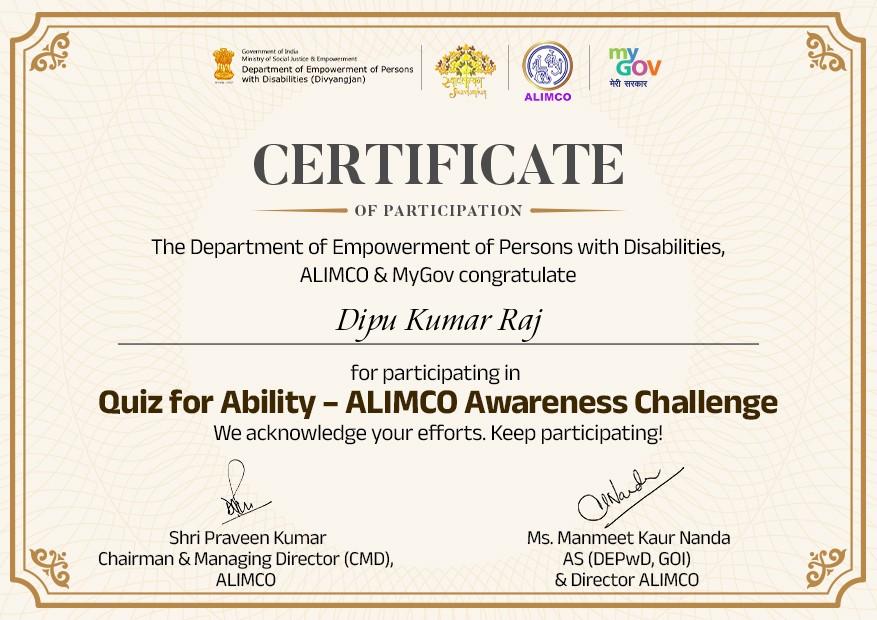 Government of India
Ministry of Social Justice & Empowerment
Department of Empowerment of Persons
with Disabilities (Divyangjan)
ALIMCO
my
GOV
मेरी सरकार
CERTIFICATE
OF PARTICIPATION
The Department of Empowerment of Persons with Disabilities,
ALIMCO & MyGov congratulate
Dipu Kumar Raj
for participating in
Quiz for Ability – ALIMCO Awareness Challenge
We acknowledge your efforts. Keep participating!
Shri Praveen Kumar
Chairman & Managing Director (CMD),
ALIMCO
Ms. Manmeet Kaur Nanda
AS (DEPwD, GOI)
& Director ALIMCO